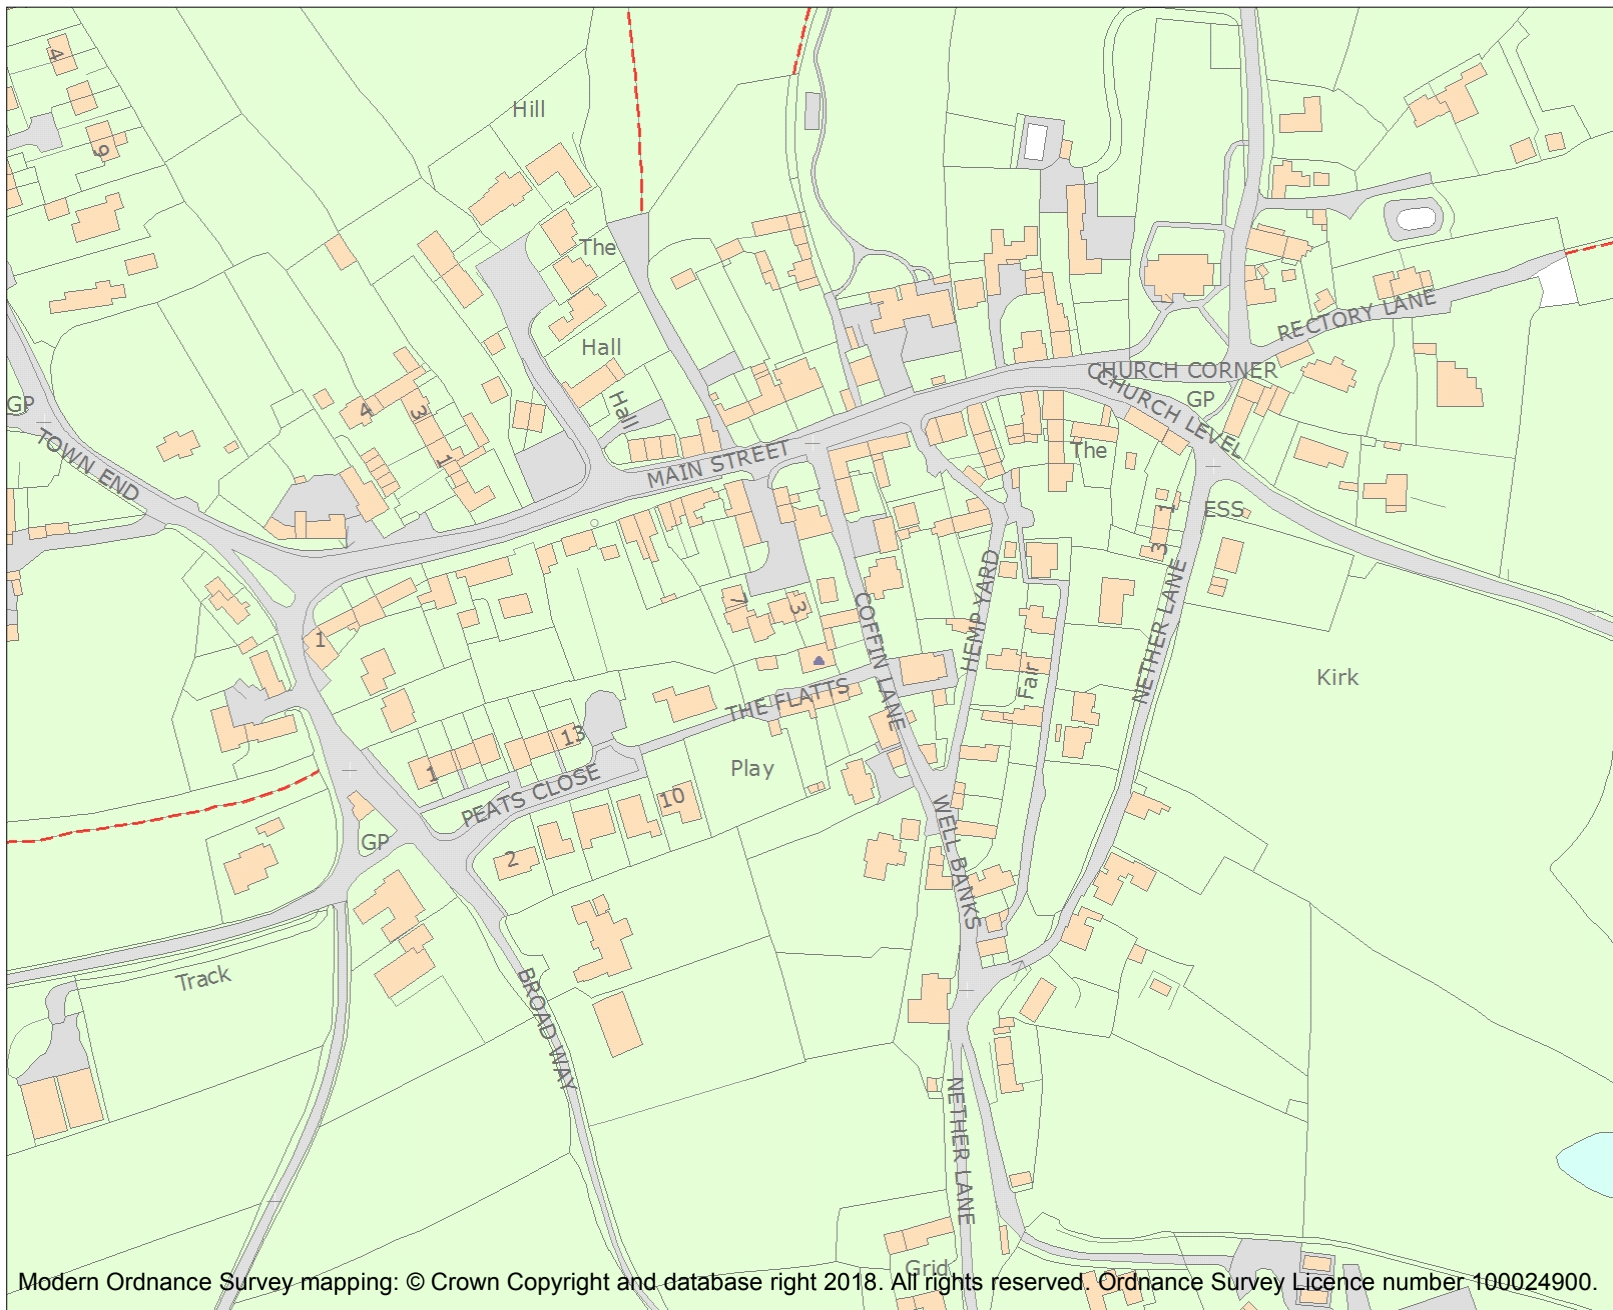 4
9
Hill
The
Hall
Hall
GP
4
3
1
TOWN END
MAIN STREET
RECTORY LANE
CHURCH CORNER
CHURCH LEVEL
GP
The
ESS
1
3
7
3
1
COFFIN LANE
HEMP YARD
NETHER LANE
Fair
Kirk
THE FLATTS
13
1
Play
PEATS CLOSE
10
2
GP
WELL BANKS
Track
BROAD WAY
NETHER LANE
Grid
Modern Ordnance Survey mapping: © Crown Copyright and database right 2018. All rights reserved. Ordnance Survey Licence number 100024900.